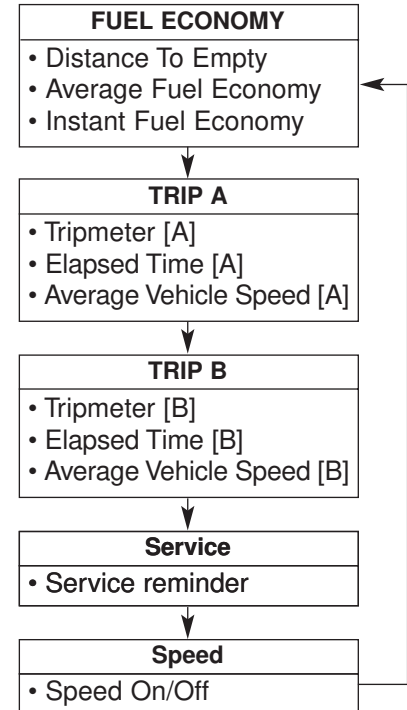 FUEL ECONOMY
• Distance To Empty
• Average Fuel Economy
• Instant Fuel Economy
TRIP A
• Tripmeter [A]
• Elapsed Time [A]
• Average Vehicle Speed [A]
TRIP B
• Tripmeter [B]
• Elapsed Time [B]
• Average Vehicle Speed [B]
Service
• Service reminder
Speed
• Speed On/Off